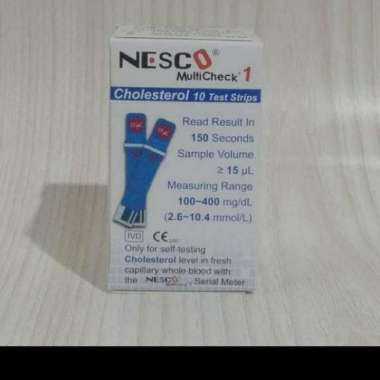 NESCO®
MultiCheck® 1
Cholesterol 10 Test Strips
Read Result In
150 Seconds
Sample Volume
≥ 15 µL
Measuring Range
100~400 mg/dL
(2.6~10.4 mmol/L)
IVD CE
Only for self-testing
Cholesterol level in fresh
capillary whole blood with
the NESCO Serial Meter